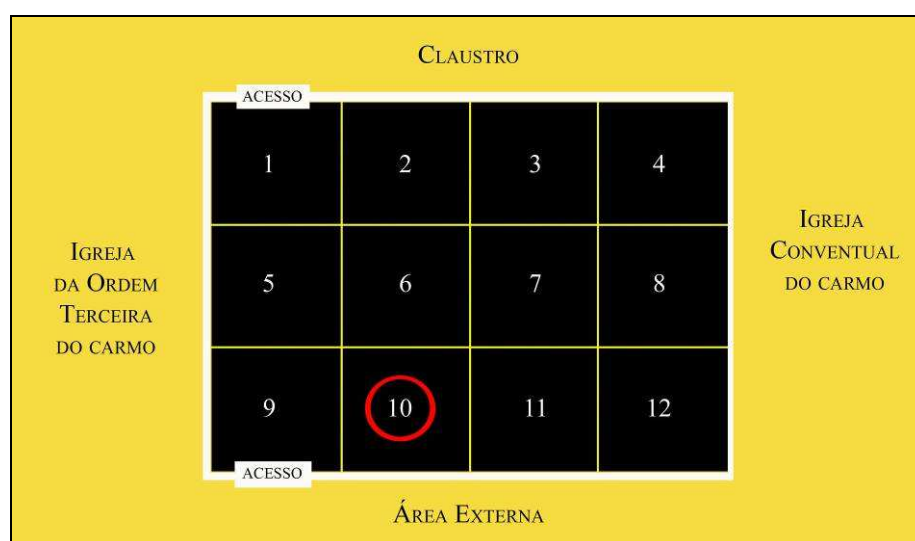 CLAUSTRO
ACESSO
1 2 3 4
IGREJA
DA ORDEM
TERCEIRA
DO CARMO
5 6 7 8
IGREJA
CONVENTUAL
DO CARMO
9 10 11 12
ACESSO
ÁREA EXTERNA